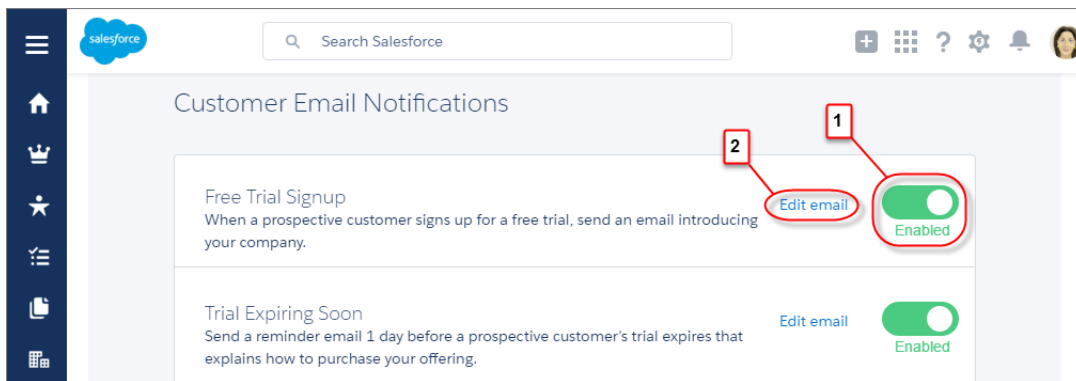 salesforce
Search Salesforce
?
Customer Email Notifications
1
2
Free Trial Signup
When a prospective customer signs up for a free trial, send an email introducing
your company.
Edit email
Enabled
Trial Expiring Soon
Send a reminder email 1 day before a prospective customer's trial expires that
explains how to purchase your offering.
Edit email
Enabled